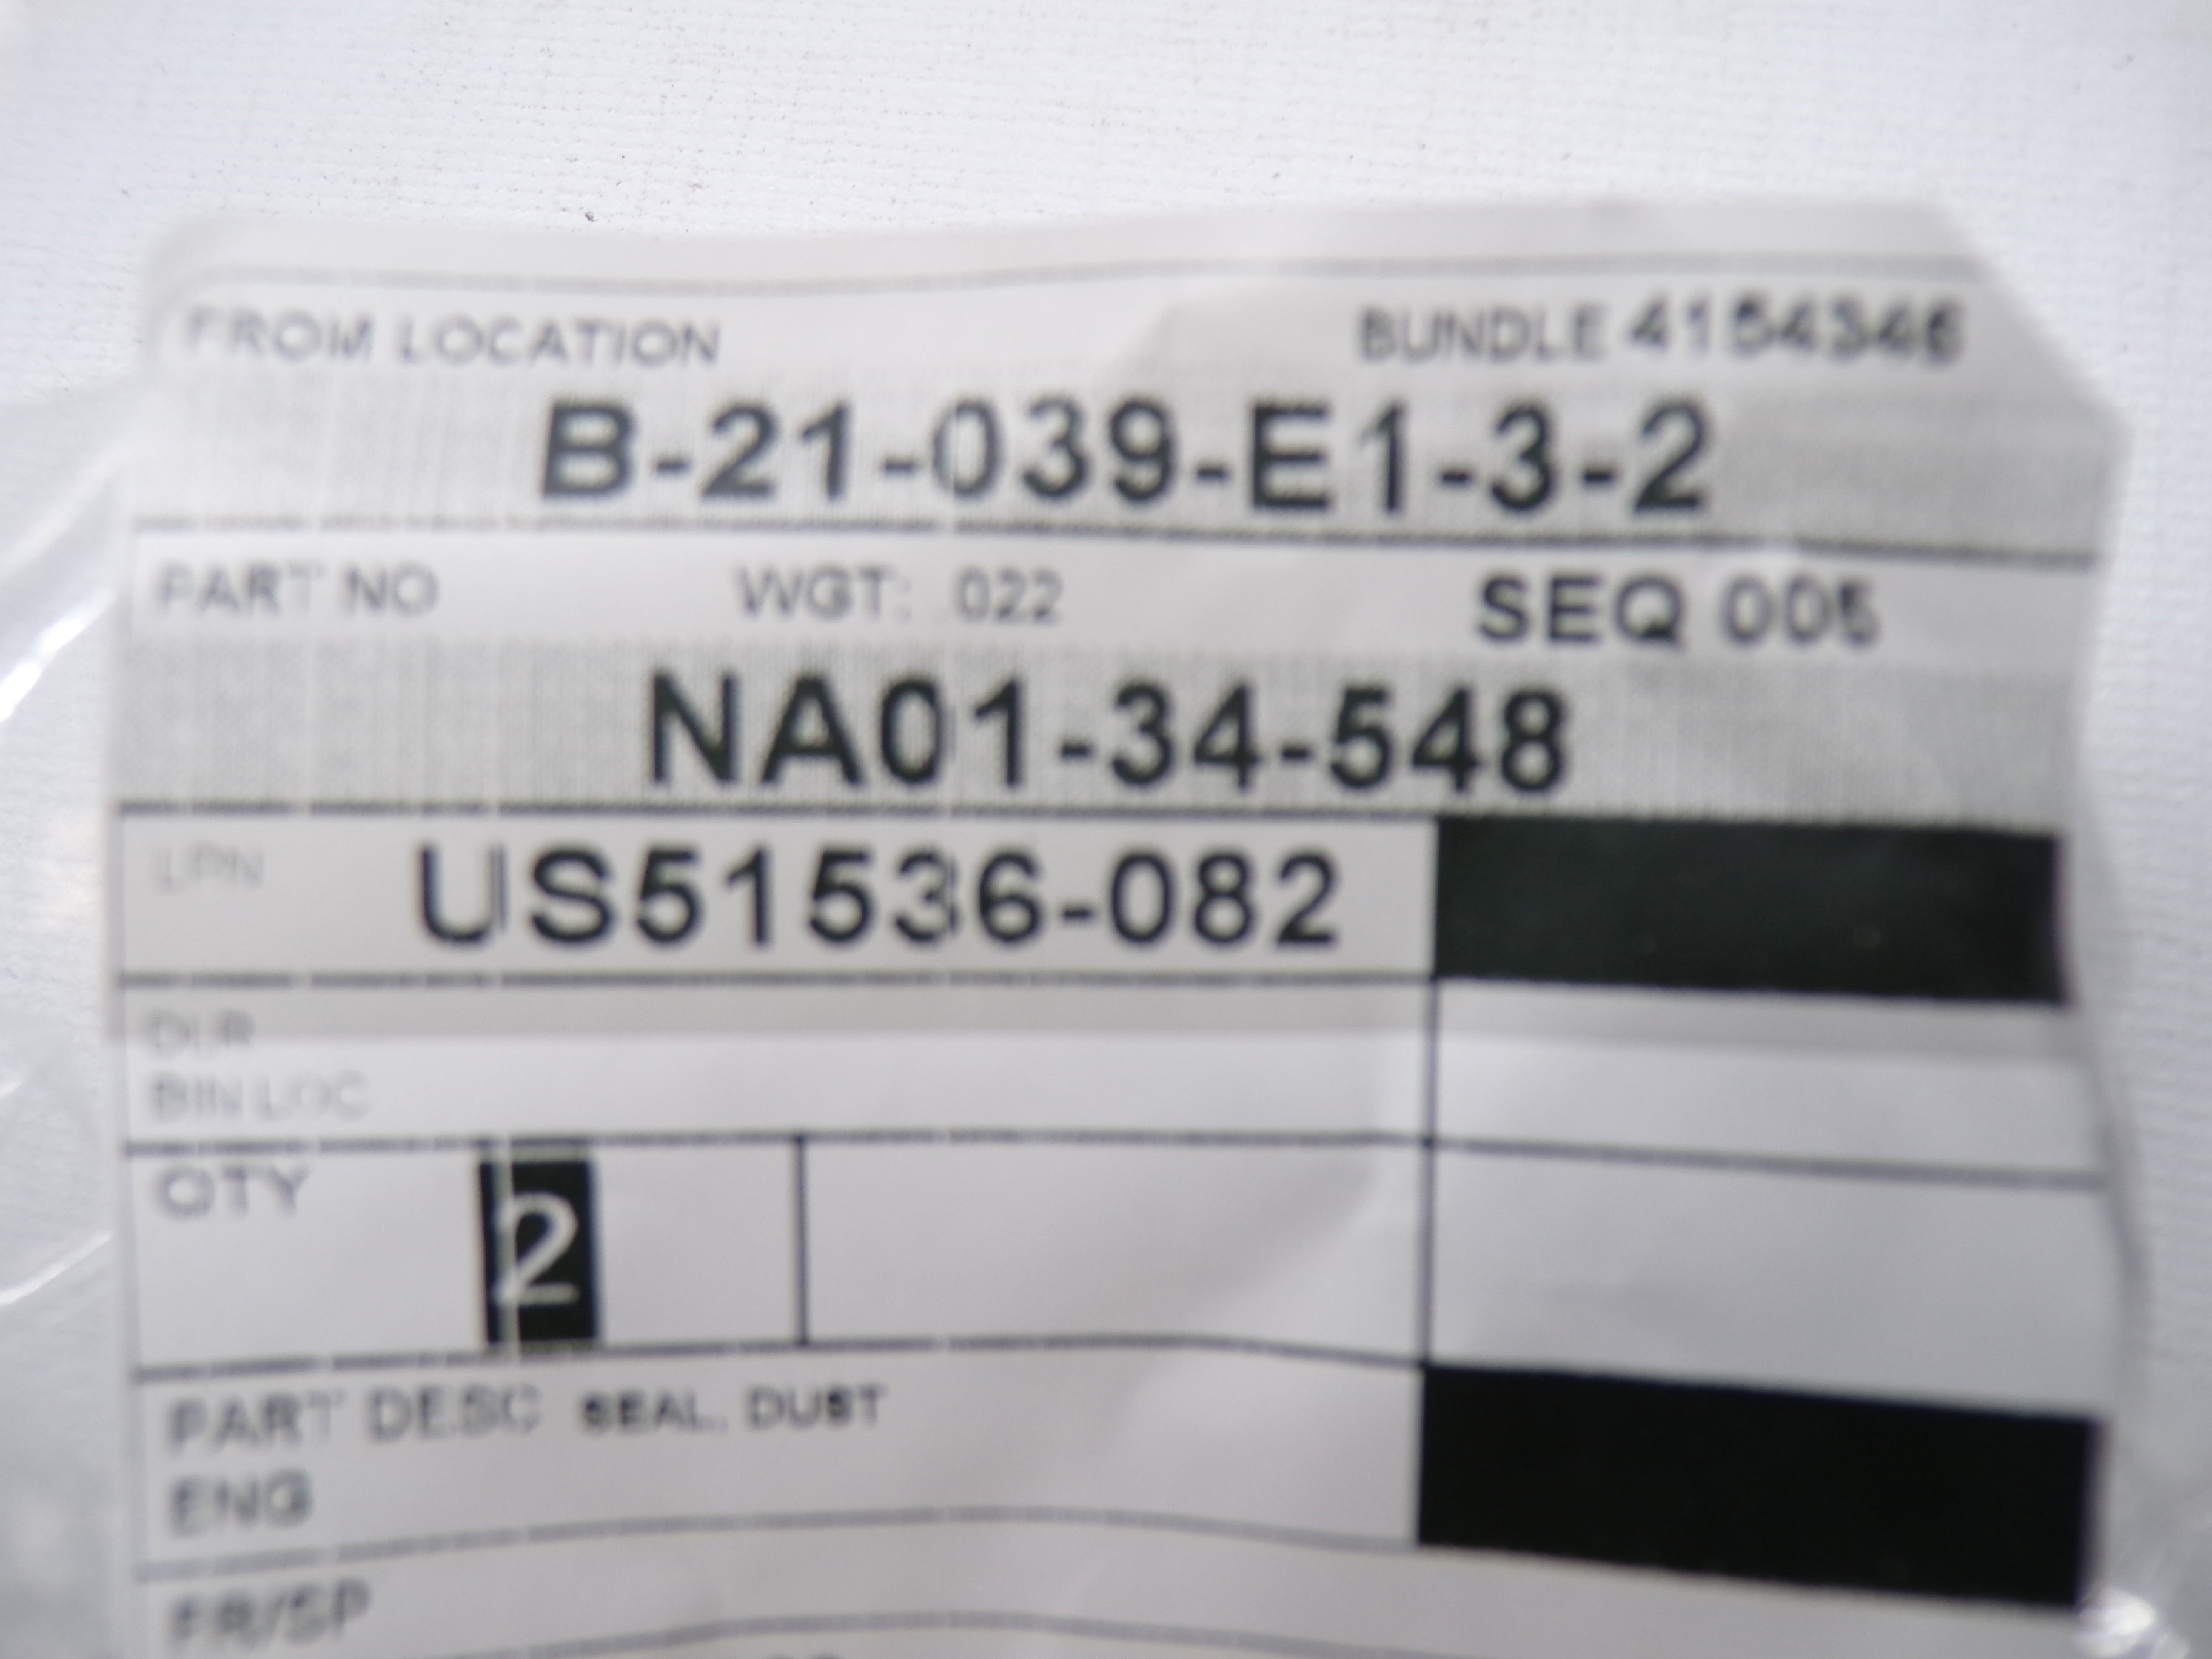 FROM LOCATION BUNDLE 4154346
B-21-039-E1-3-2
PART NO WGT: .022 SEQ 005
NA01-34-548
LPN US51536-082
DLR
BIN LOC
QTY 2
PART DESC SEAL, DUST
ENG
FR/SP